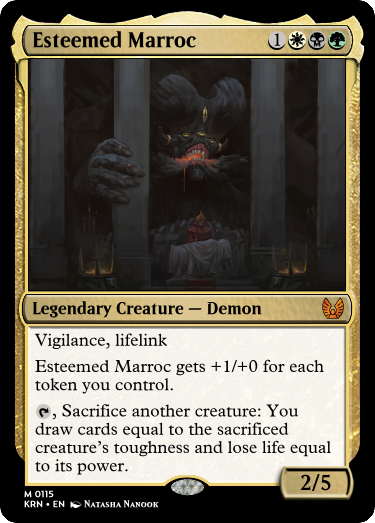 Esteemed Marroc 1
Legendary Creature — Demon
Vigilance, lifelink
Esteemed Marroc gets +1/+0 for each
token you control.
, Sacrifice another creature: You
draw cards equal to the sacrificed
creature's toughness and lose life equal
to its power.
2/5
M 0115
KRN • EN Natasha Nanook